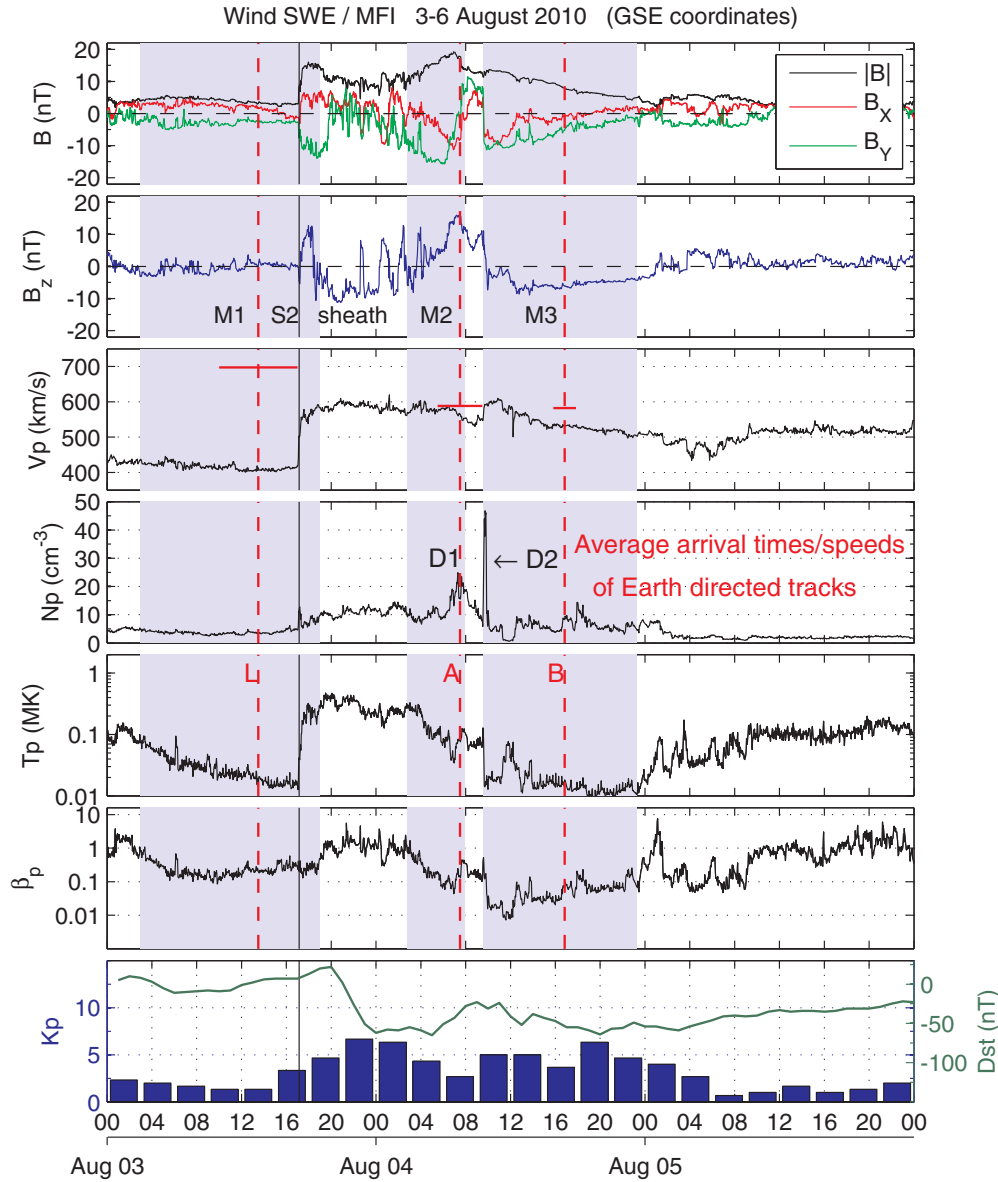 Wind SWE / MFI 3-6 August 2010 (GSE coordinates)
20
10
0
-10
-20
B (nT)
|B|
B_X
B_Y
20
10
0
-10
-20
B_z (nT)
M1
S2
sheath
M2
M3
700
600
500
400
Vp (km/s)
50
40
30
20
10
0
Np (cm⁻³)
D1
← D2
Average arrival times/speeds
of Earth directed tracks
1
0.1
0.01
Tp (MK)
L
A
B
10
1
0.1
0.01
β_p
10
5
0
Kp
0
-50
-100
Dst (nT)
00 04 08 12 16 20 00 04 08 12 16 20 00 04 08 12 16 20 00
Aug 03 Aug 04 Aug 05